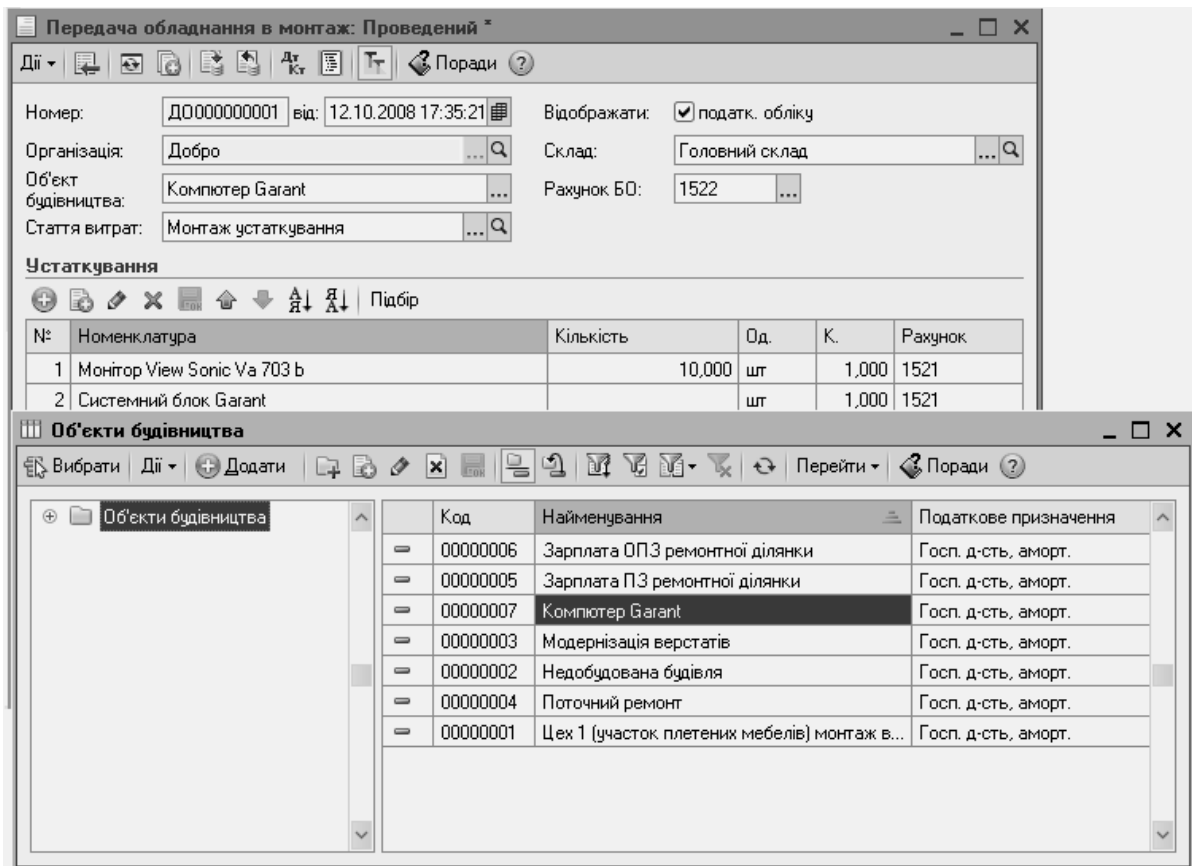 Передача обладнання в монтаж: Проведений *
Дії Дт Кт Тт Поради ?
Номер: ДО000000001 від: 12.10.2008 17:35:21 Відображати: податк. обліку
Організація: Добро ... Склад: Головний склад ...
Об'єкт будівництва: Компютер Garant ... Рахунок БО: 1522 ...
Стаття витрат: Монтаж устаткування ...
Устаткування
Підбір
№ Номенклатура Кількість Од. К. Рахунок
1 Монітор View Sonic Va 703 b 10,000 шт 1,000 1521
2 Системний блок Garant шт 1,000 1521
Об'єкти будівництва
Вибрати Дії Додати Перейти Поради ?
Об'єкти будівництва
Код Найменування Податкове призначення
00000006 Зарплата ОПЗ ремонтної ділянки Госп. д-сть, аморт.
00000005 Зарплата ПЗ ремонтної ділянки Госп. д-сть, аморт.
00000007 Компютер Garant Госп. д-сть, аморт.
00000003 Модернізація верстатів Госп. д-сть, аморт.
00000002 Недобудована будівля Госп. д-сть, аморт.
00000004 Поточний ремонт Госп. д-сть, аморт.
00000001 Цех 1 (участок плетених мебелів) монтаж в... Госп. д-сть, аморт.